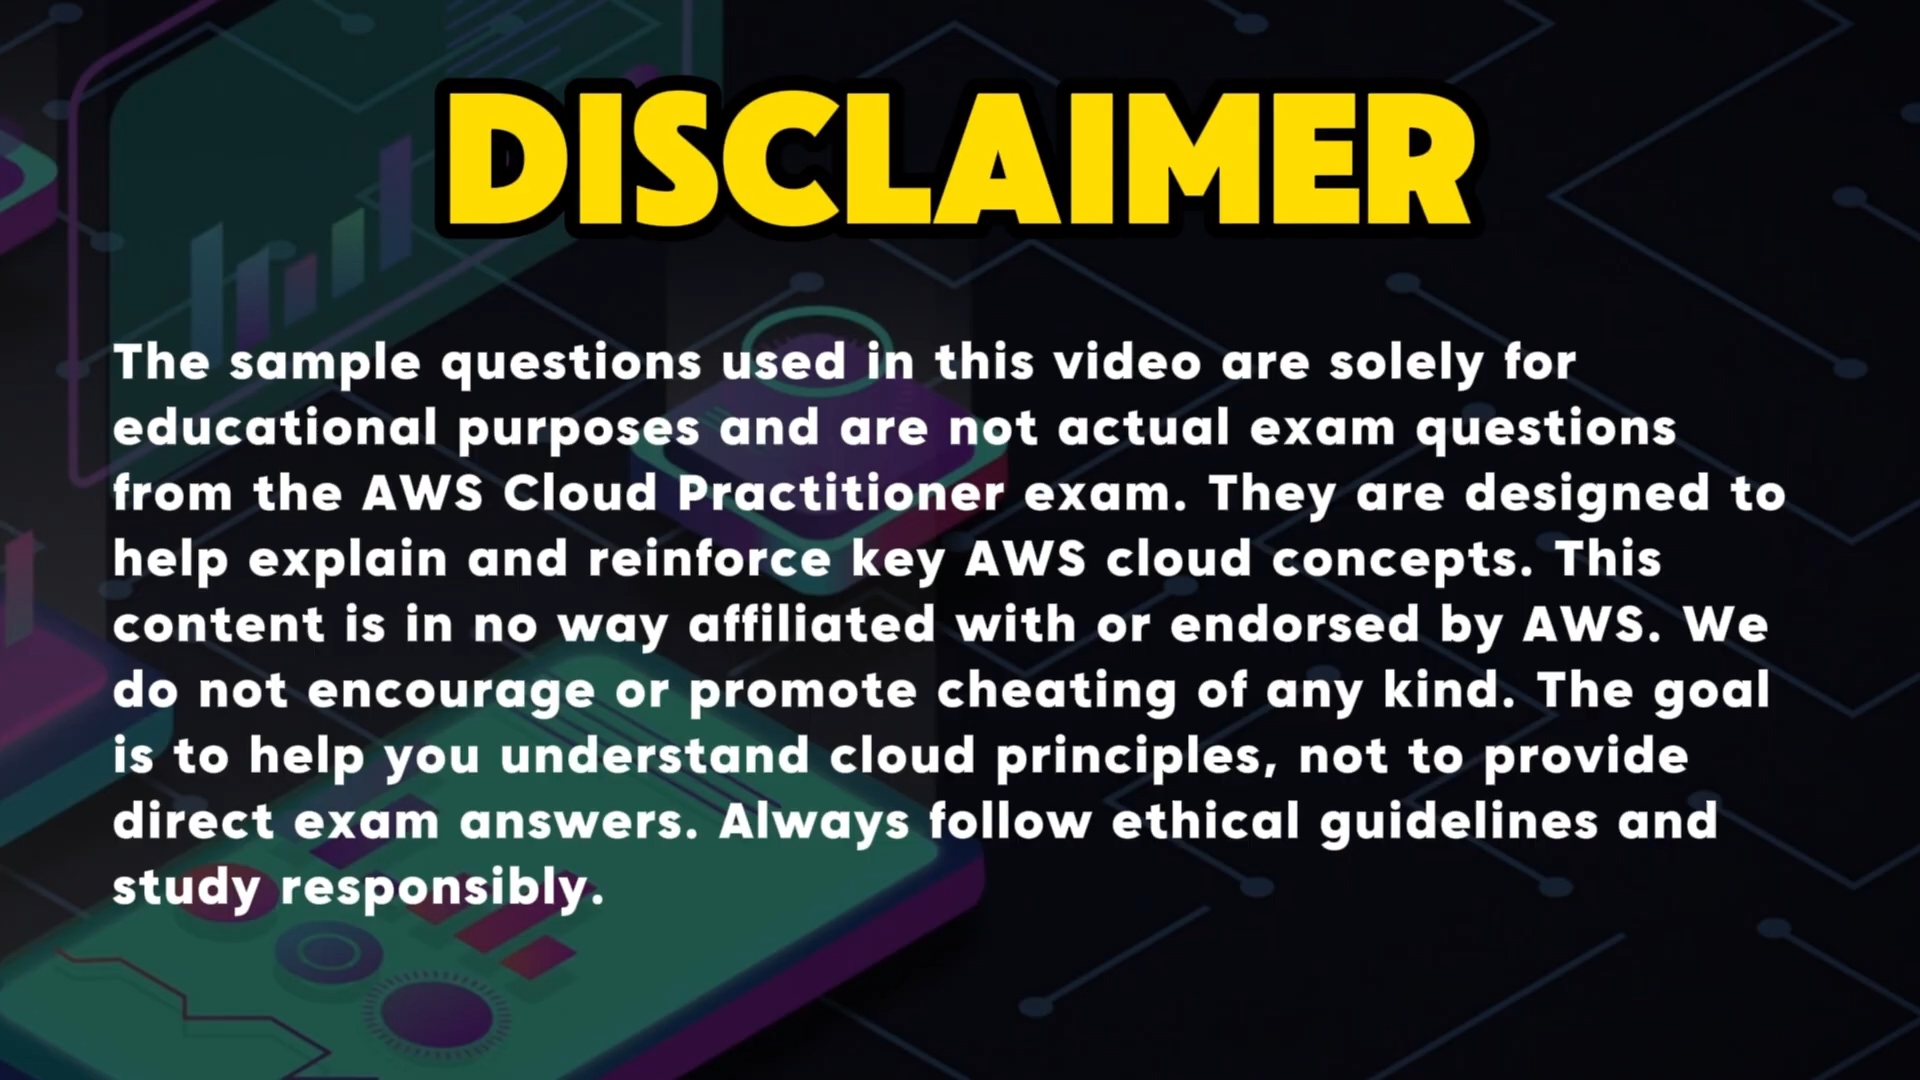 DISCLAIMER
The sample questions used in this video are solely for
educational purposes and are not actual exam questions
from the AWS Cloud Practitioner exam. They are designed to
help explain and reinforce key AWS cloud concepts. This
content is in no way affiliated with or endorsed by AWS. We
do not encourage or promote cheating of any kind. The goal
is to help you understand cloud principles, not to provide
direct exam answers. Always follow ethical guidelines and
study responsibly.